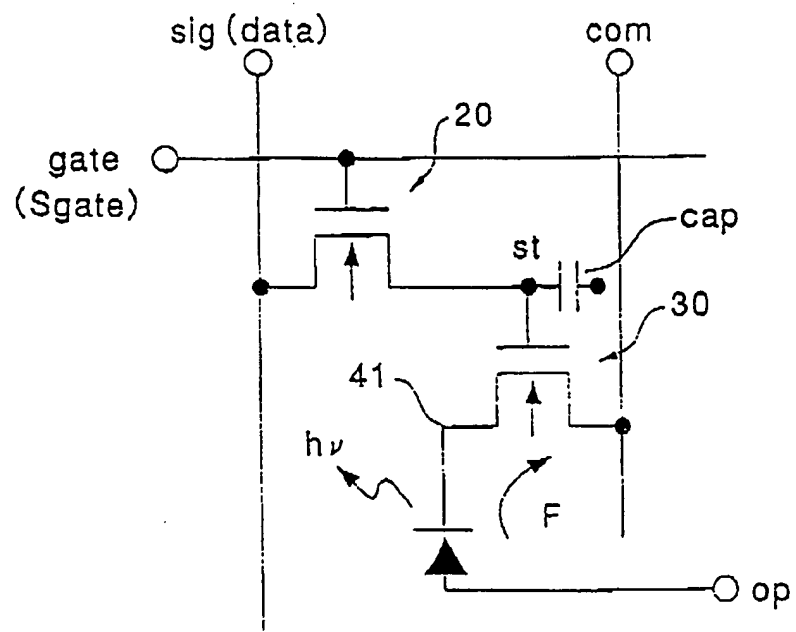 sig (data)
com
20
gate
(Sgate)
cap
st
30
41
hν
F
op